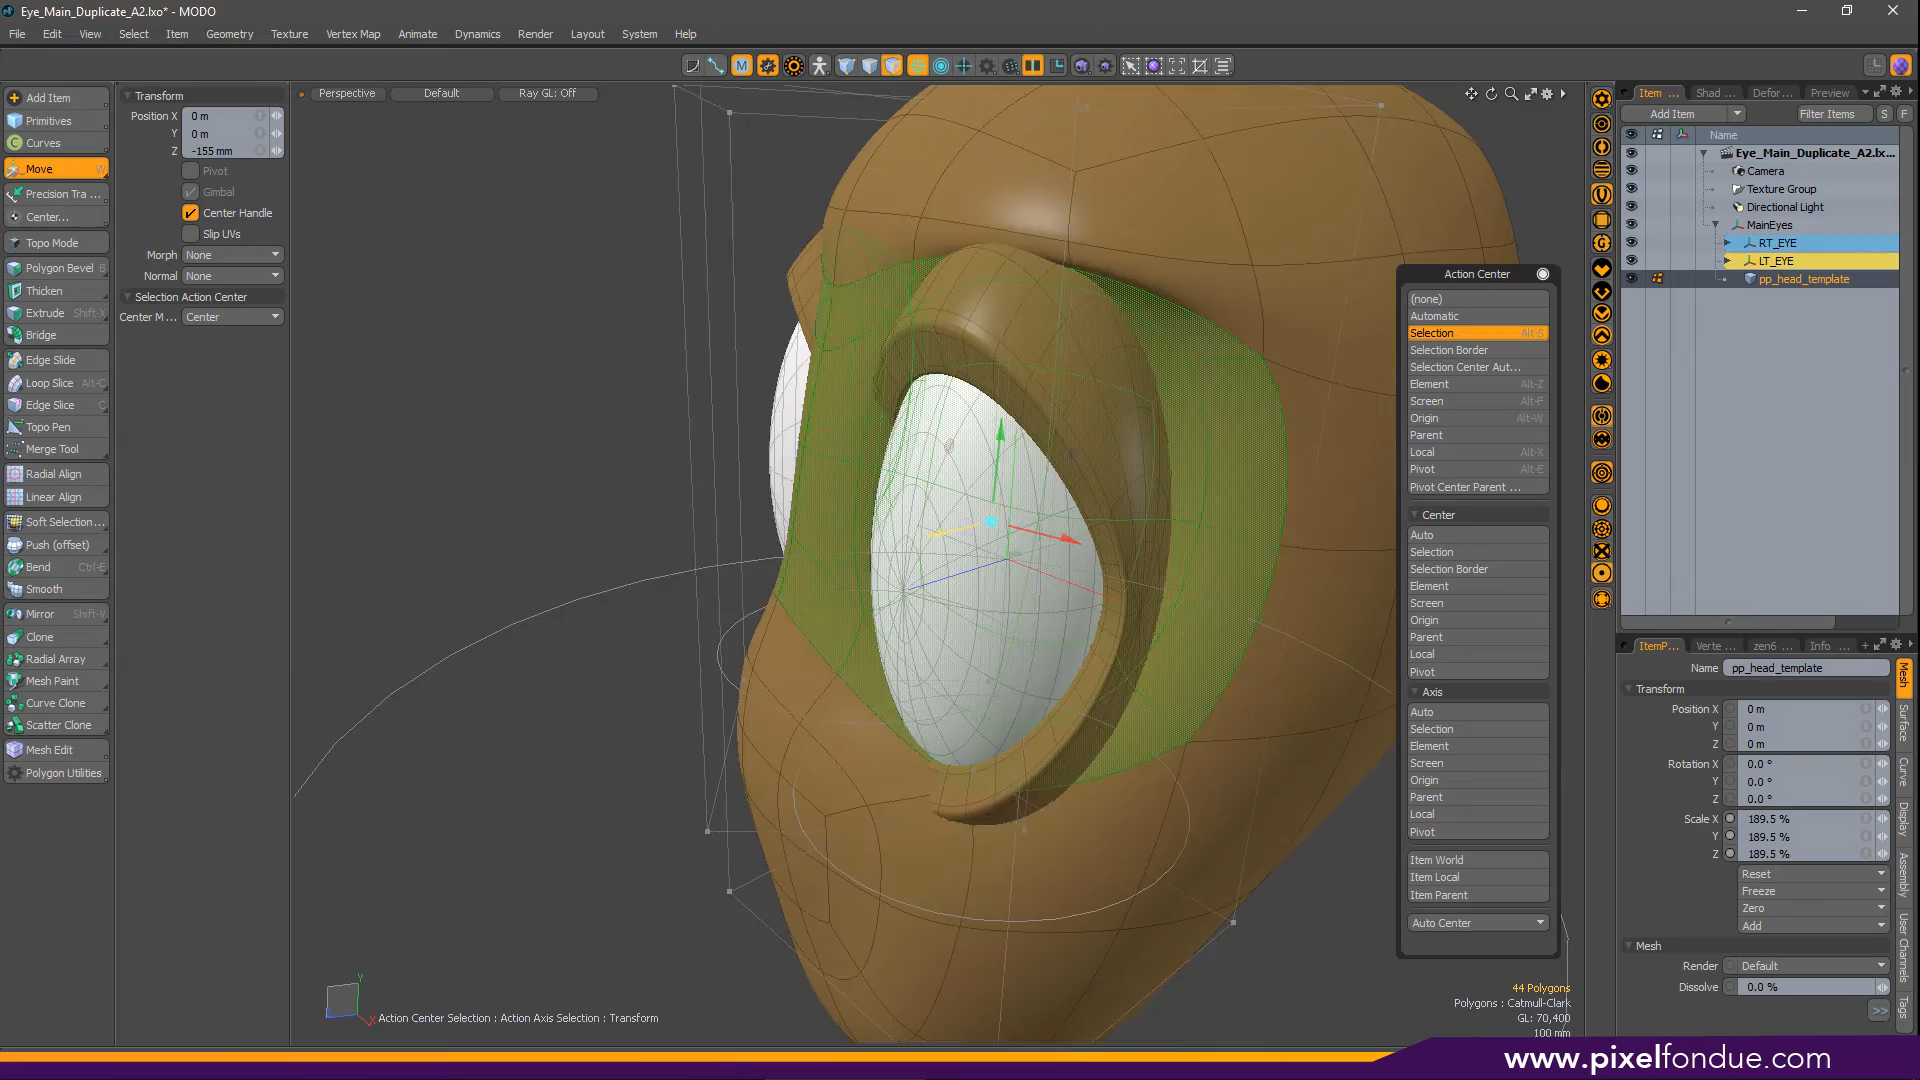 Eye_Main_Duplicate_A2.lxo* - MODO
File Edit View Select Item Geometry Texture Vertex Map Animate Dynamics Render Layout System Help
M
Add Item
Primitives
Curves
Move W
Precision Tra ...
Center...
Topo Mode
Polygon Bevel B
Thicken
Extrude Shift-X
Bridge
Edge Slide
Loop Slice Alt-C
Edge Slice C
Topo Pen
Merge Tool
Radial Align
Linear Align
Soft Selection...
Push (offset)
Bend Ctrl-E
Smooth
Mirror Shift-V
Clone
Radial Array
Mesh Paint
Curve Clone
Scatter Clone
Mesh Edit
Polygon Utilities
Transform
Position X 0 m
Y 0 m
Z -155 mm
Pivot
Gimbal
Center Handle
Slip UVs
Morph None
Normal None
Selection Action Center
Center M ... Center
Perspective Default Ray GL: Off
Action Center
(none)
Automatic
Selection Alt-S
Selection Border
Selection Center Aut...
Element Alt-Z
Screen Alt-F
Origin Alt-W
Parent
Local Alt-X
Pivot Alt-E
Pivot Center Parent ...
Center
Auto
Selection
Selection Border
Element
Screen
Origin
Parent
Local
Pivot
Axis
Auto
Selection
Element
Screen
Origin
Parent
Local
Pivot
Item World
Item Local
Item Parent
Auto Center
44 Polygons
Polygons : Catmull-Clark
GL: 70,400
100 mm
Y
X
Action Center Selection : Action Axis Selection : Transform
Item ... Shad ... Defor ... Preview
Add Item Filter Items S F
Name
Eye_Main_Duplicate_A2.lx...
Camera
Texture Group
Directional Light
MainEyes
RT_EYE
LT_EYE
pp_head_template
ItemP... Verte ... zen6 ... Info ... +
Name pp_head_template
Transform
Position X 0 m
Y 0 m
Z 0 m
Rotation X 0.0 °
Y 0.0 °
Z 0.0 °
Scale X 189.5 %
Y 189.5 %
Z 189.5 %
Reset
Freeze
Zero
Add
Mesh
Render Default
Dissolve 0.0 %
>>
Mesh
Surface
Curve
Display
Assembly
User Channels
Tags
www.pixelfondue.com